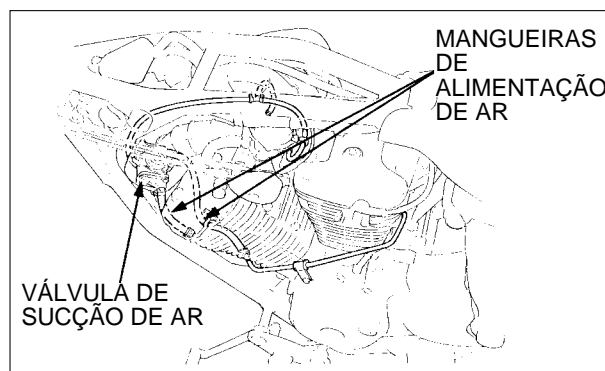 MANGUEIRAS
DE
ALIMENTAÇÃO
DE AR
VÁLVULA DE
SUCÇÃO DE AR